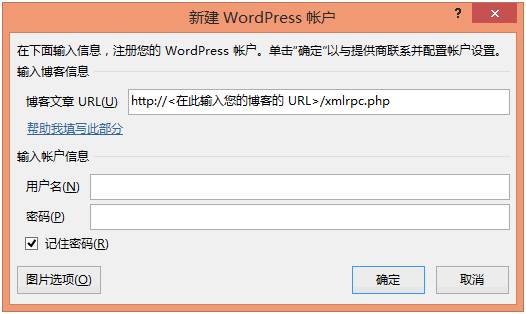 新建 WordPress 帐户
? ×
在下面输入信息，注册您的 WordPress 帐户。单击“确定”以与提供商联系并配置帐户设置。
输入博客信息
博客文章 URL(U) http://<在此输入您的博客的 URL>/xmlrpc.php
帮助我填写此部分
输入帐户信息
用户名(N)
密码(P)
记住密码(R)
图片选项(O) 确定 取消